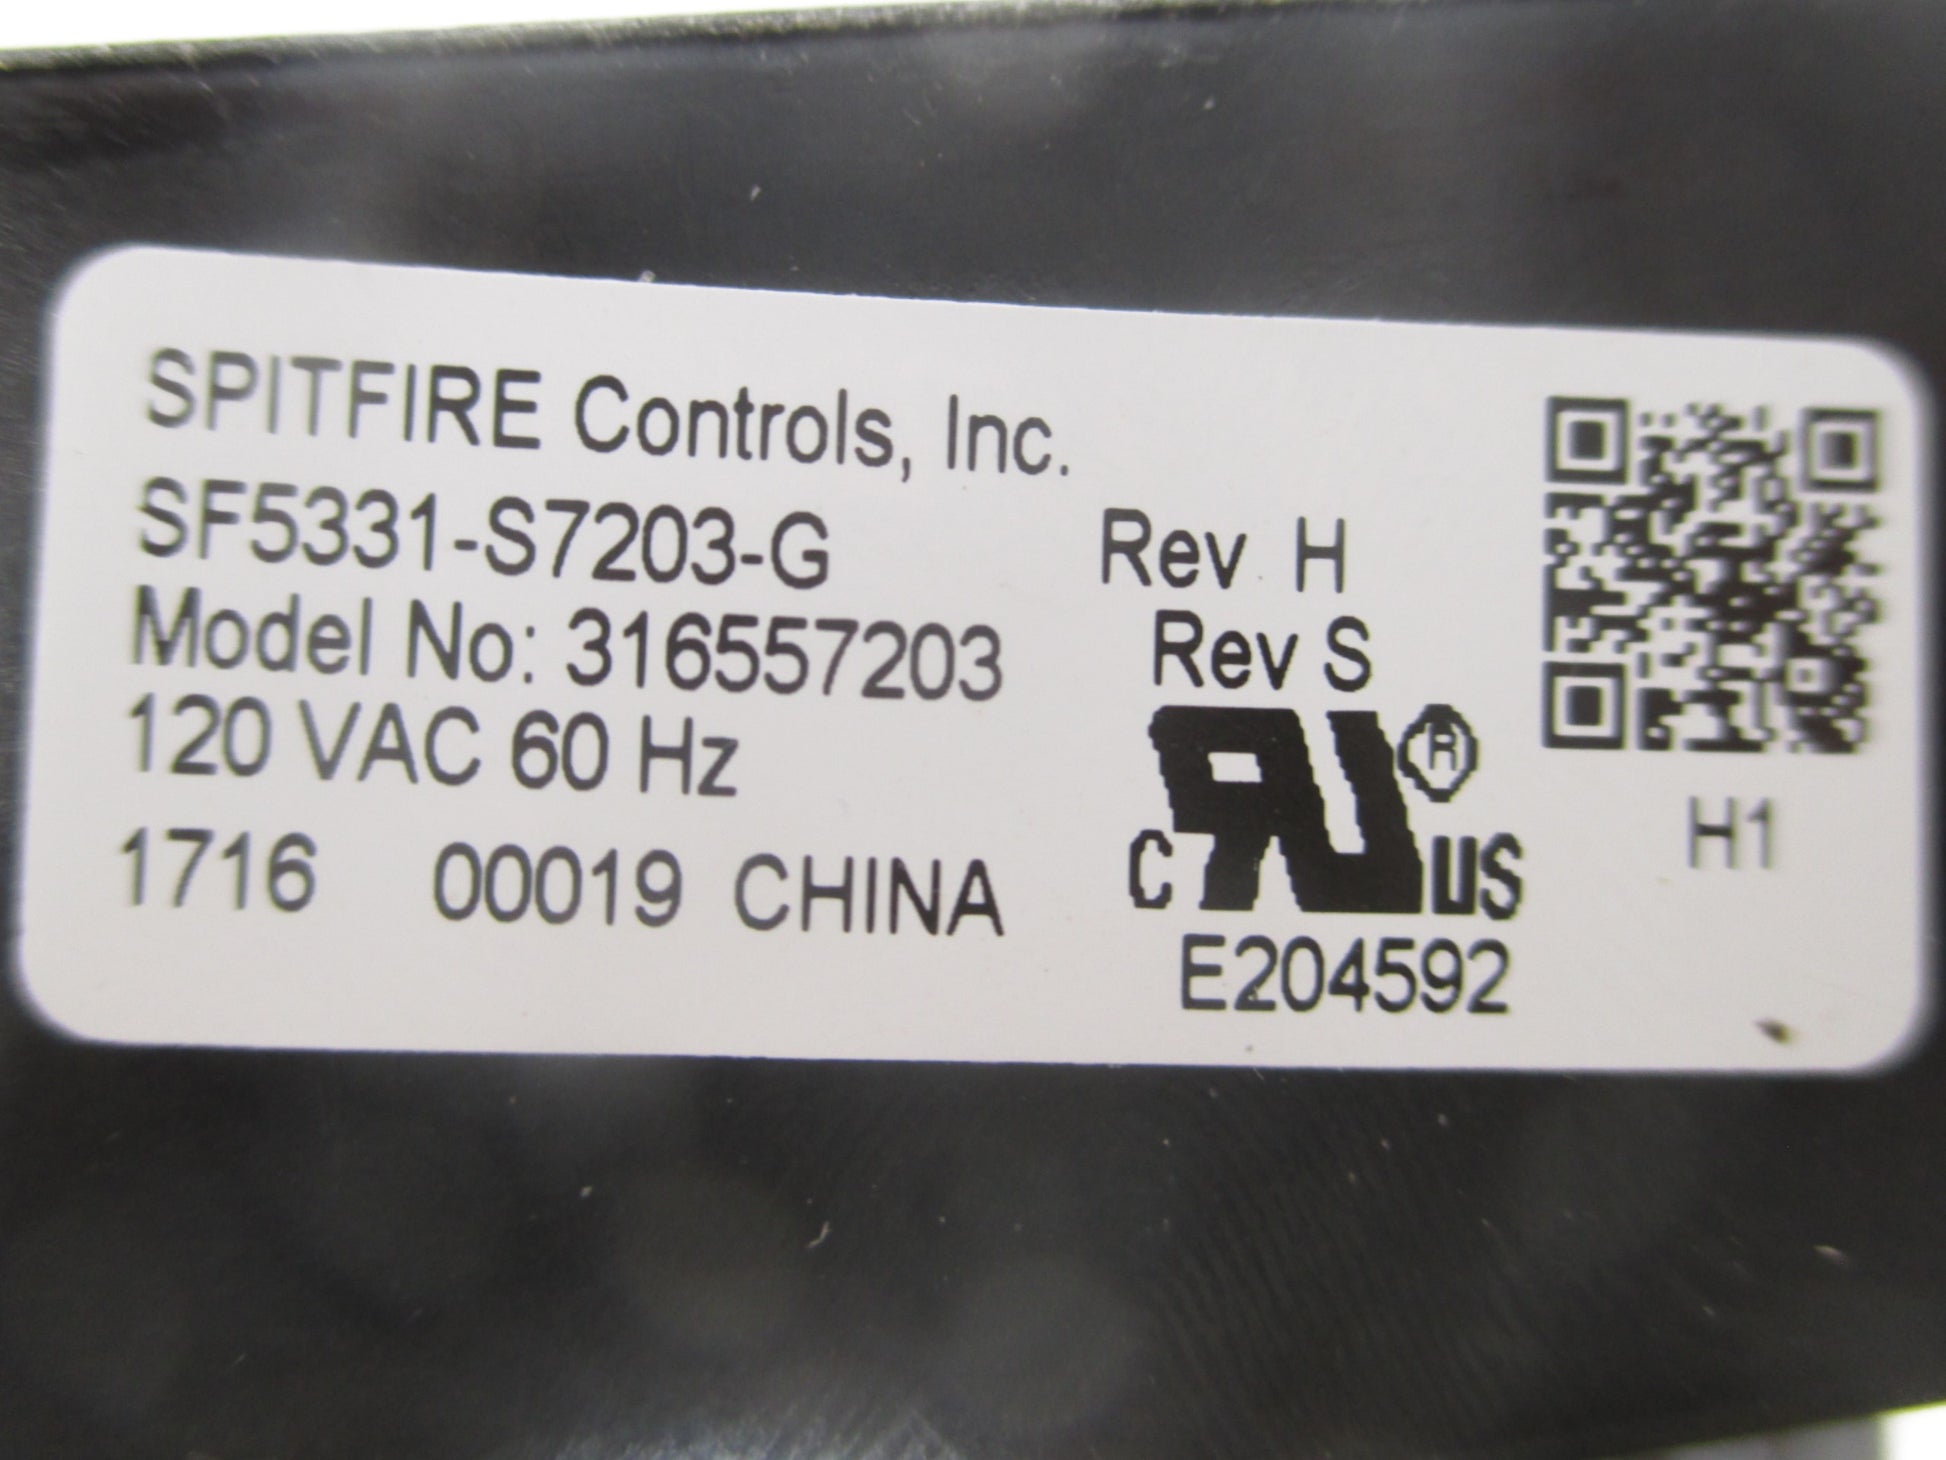 SPITFIRE Controls, Inc.
SF5331-S7203-G Rev H
Model No: 316557203 Rev S
120 VAC 60 Hz
1716 00019 CHINA
c RU ® US
E204592
H1